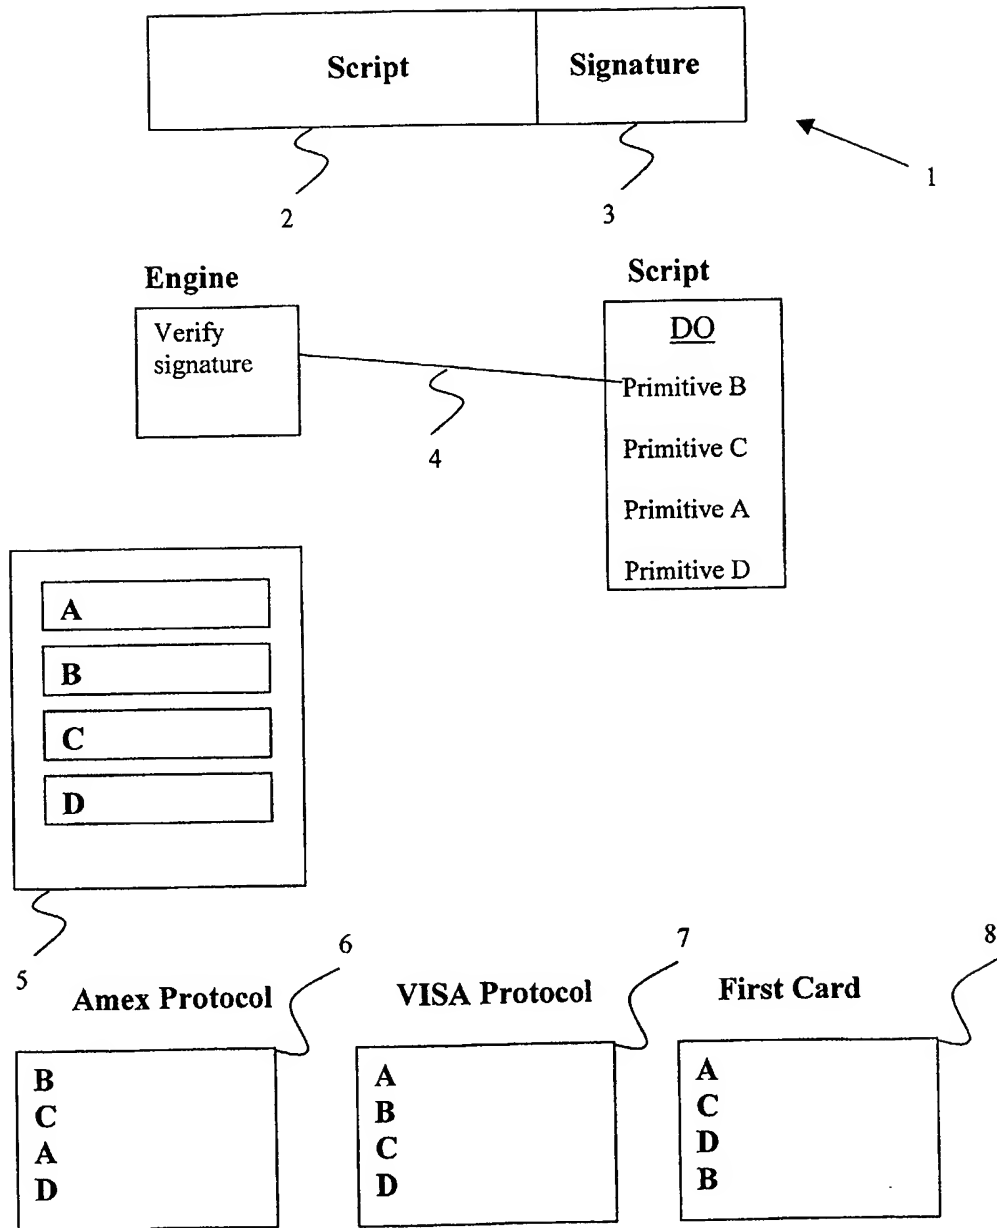 Script Signature
1
2 3
Engine
Verify
signature
4
Script
DO
Primitive B
Primitive C
Primitive A
Primitive D
A
B
C
D
5
6 7 8
Amex Protocol VISA Protocol First Card
B
C
A
D
A
B
C
D
A
C
D
B